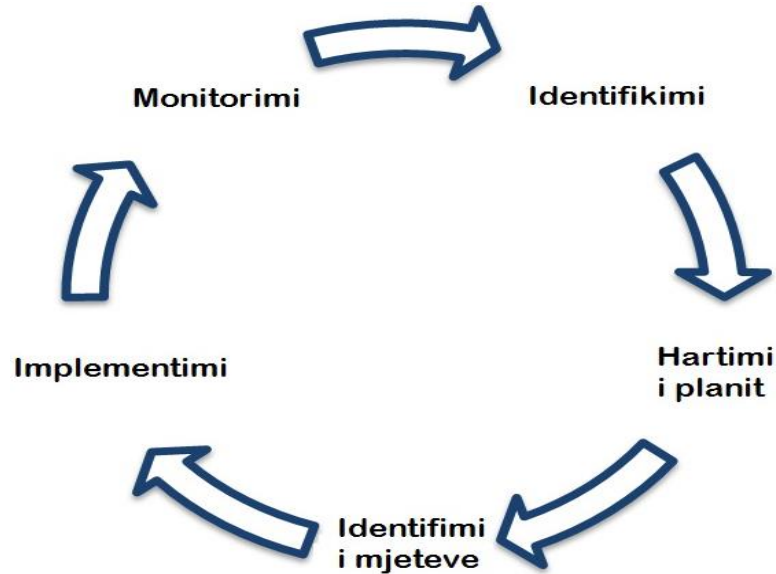 Monitorimi
Identifikimi
Hartimi
i planit
Identifimi
i mjeteve
Implementimi